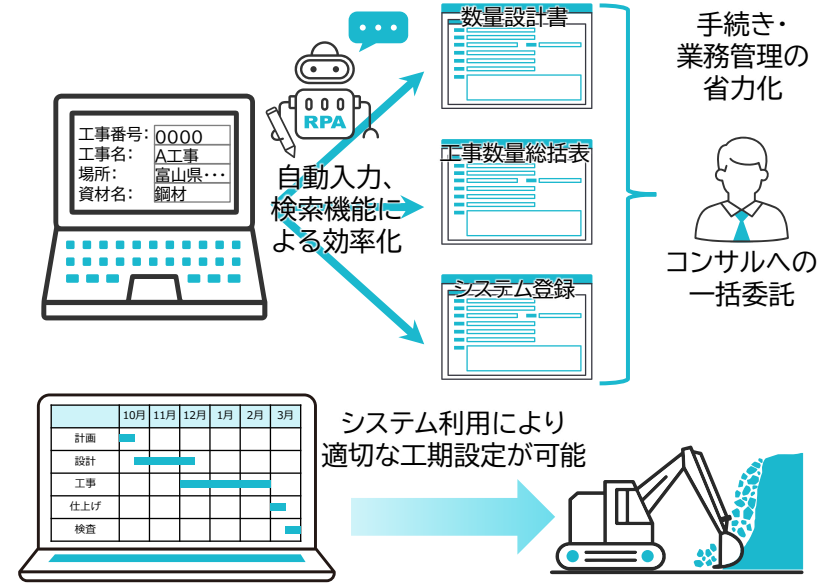 工事番号: 0000
工事名: A工事
場所: 富山県・・・
資材名: 鋼材
RPA
自動入力、
検索機能に
よる効率化
数量設計書
工事数量総括表
システム登録
手続き・
業務管理の
省力化
コンサルへの
一括委託
10月 11月 12月 1月 2月 3月
計画
設計
工事
仕上げ
検査
システム利用により
適切な工期設定が可能